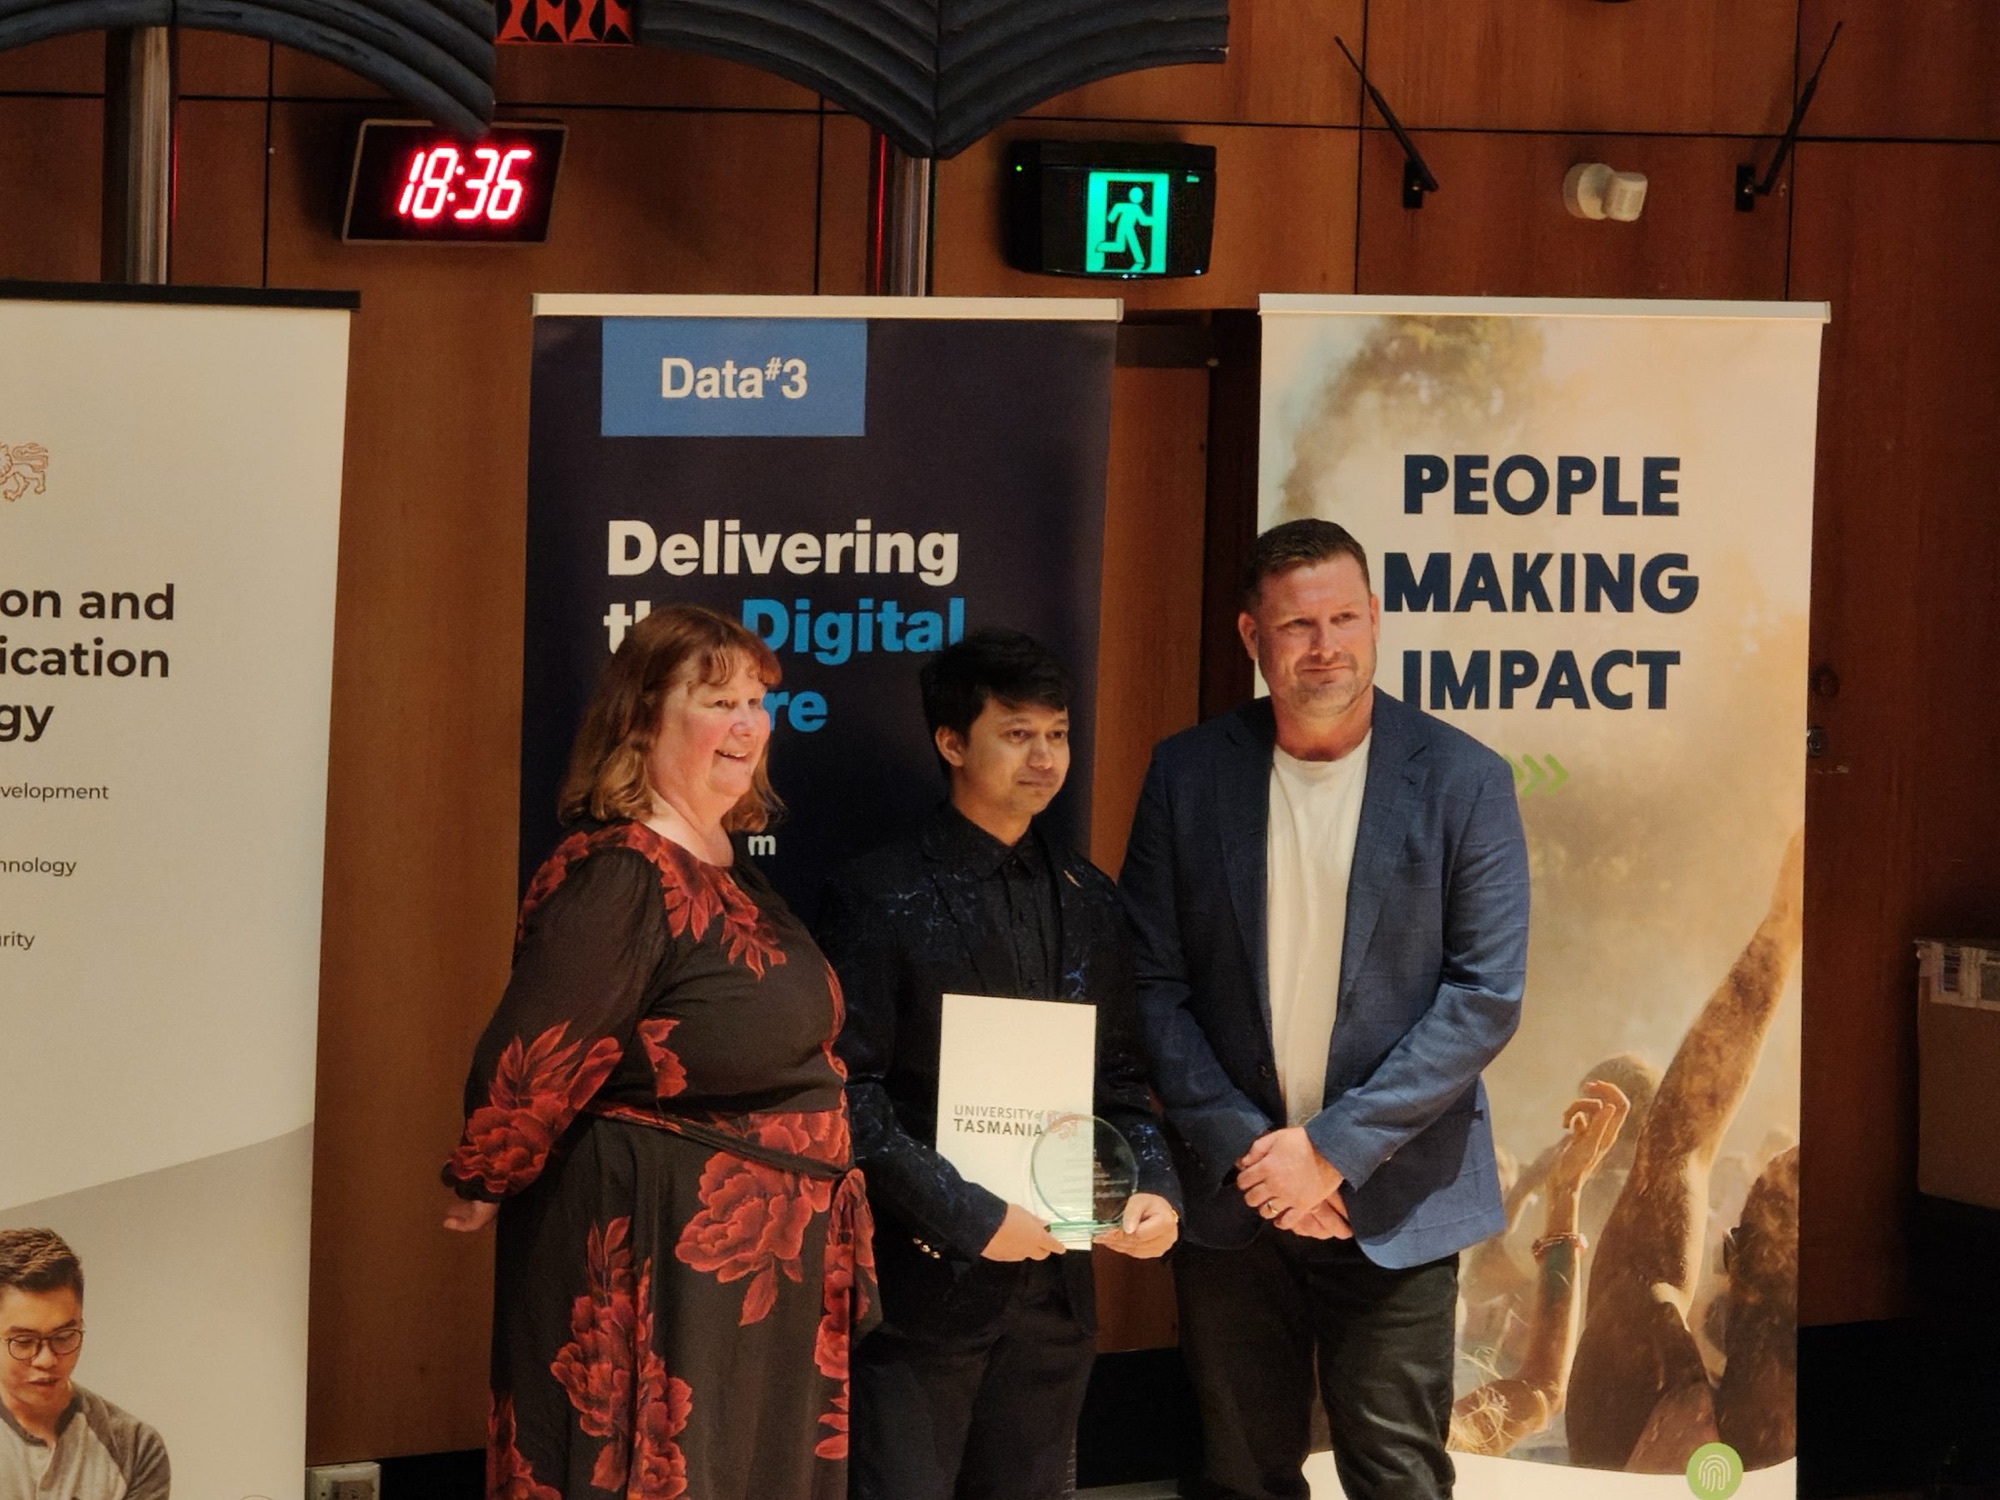 18:36
on and
ication
gy
velopment
hnology
rity
Data#3
Delivering
Digital
re
m
PEOPLE
MAKING
IMPACT
UNIVERSITY of
TASMANIA